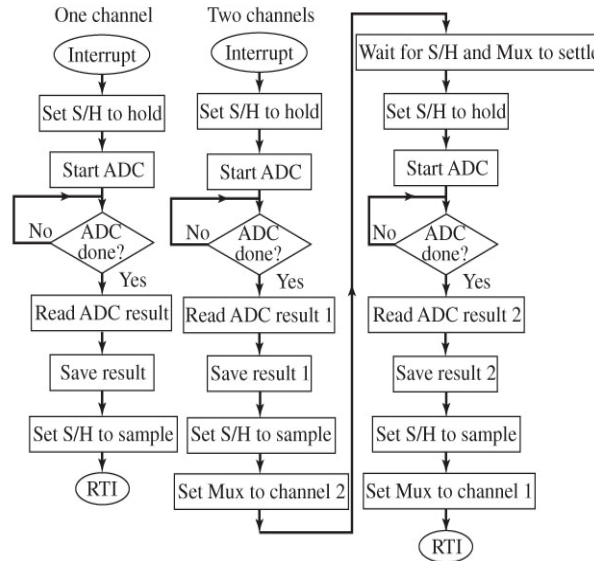 One channel
Interrupt
Set S/H to hold
Start ADC
No
ADC
done?
Yes
Read ADC result
Save result
Set S/H to sample
RTI
Two channels
Interrupt
Set S/H to hold
Start ADC
No
ADC
done?
Yes
Read ADC result 1
Save result 1
Set S/H to sample
Set Mux to channel 2
Wait for S/H and Mux to settle
Set S/H to hold
Start ADC
No
ADC
done?
Yes
Read ADC result 2
Save result 2
Set S/H to sample
Set Mux to channel 1
RTI